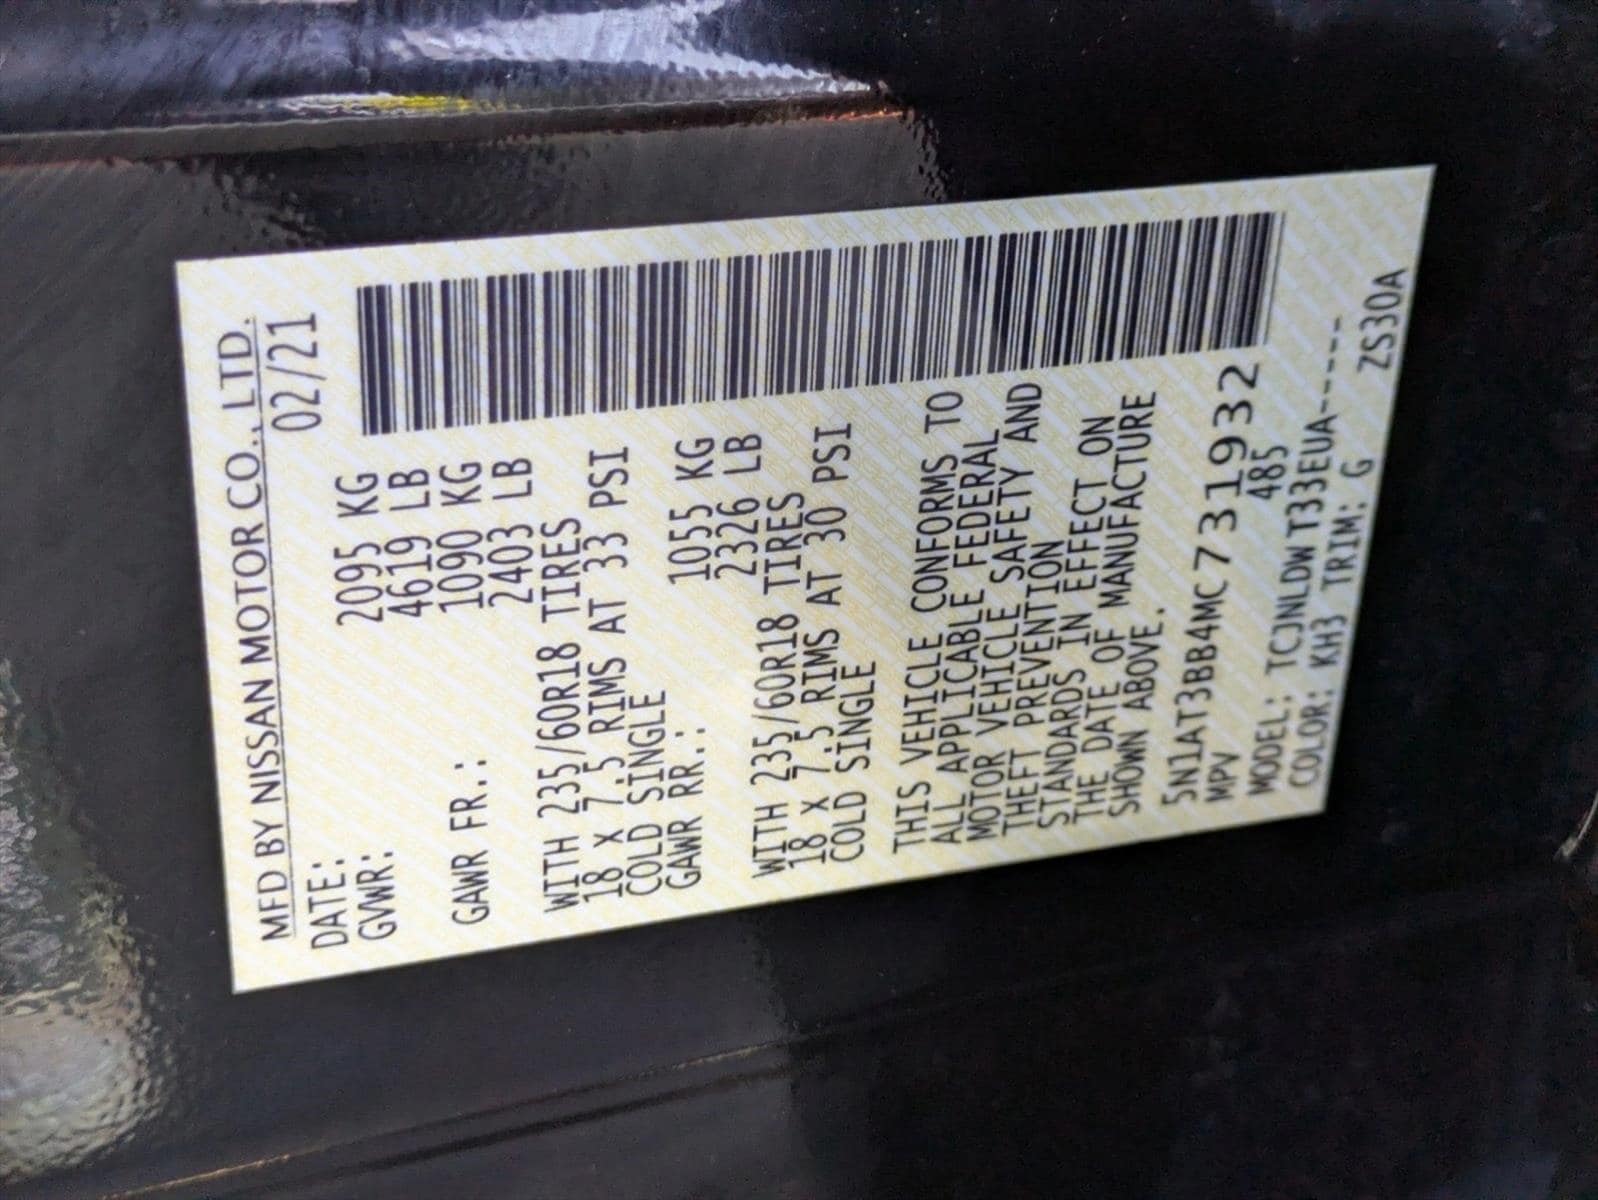 MFD BY NISSAN MOTOR CO., LTD.
DATE: 02/21
GVWR: 2095 KG
4619 LB
GAWR FR.: 1090 KG
2403 LB
WITH 235/60R18 TIRES
18 X 7.5 RIMS AT 33 PSI
COLD SINGLE
GAWR RR.: 1055 KG
2326 LB
WITH 235/60R18 TIRES
18 X 7.5 RIMS AT 30 PSI
COLD SINGLE
THIS VEHICLE CONFORMS TO
ALL APPLICABLE FEDERAL
MOTOR VEHICLE SAFETY AND
THEFT PREVENTION
STANDARDS IN EFFECT ON
THE DATE OF MANUFACTURE
SHOWN ABOVE.
5N1AT3BB4MC731932
MPV 485
MODEL: TCJNLDW T33EUA-----
COLOR: KH3 TRIM: G ZS30A